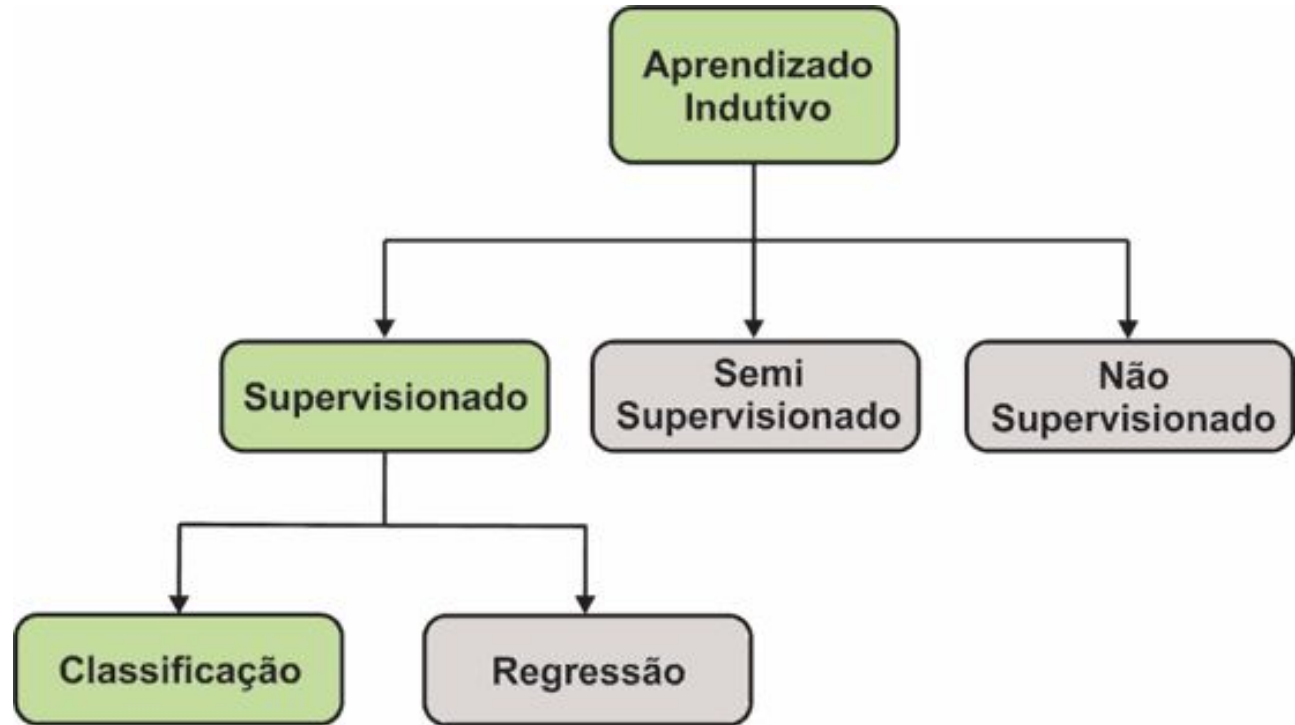 Aprendizado
Indutivo
Supervisionado
Semi
Supervisionado
Não
Supervisionado
Classificação
Regressão